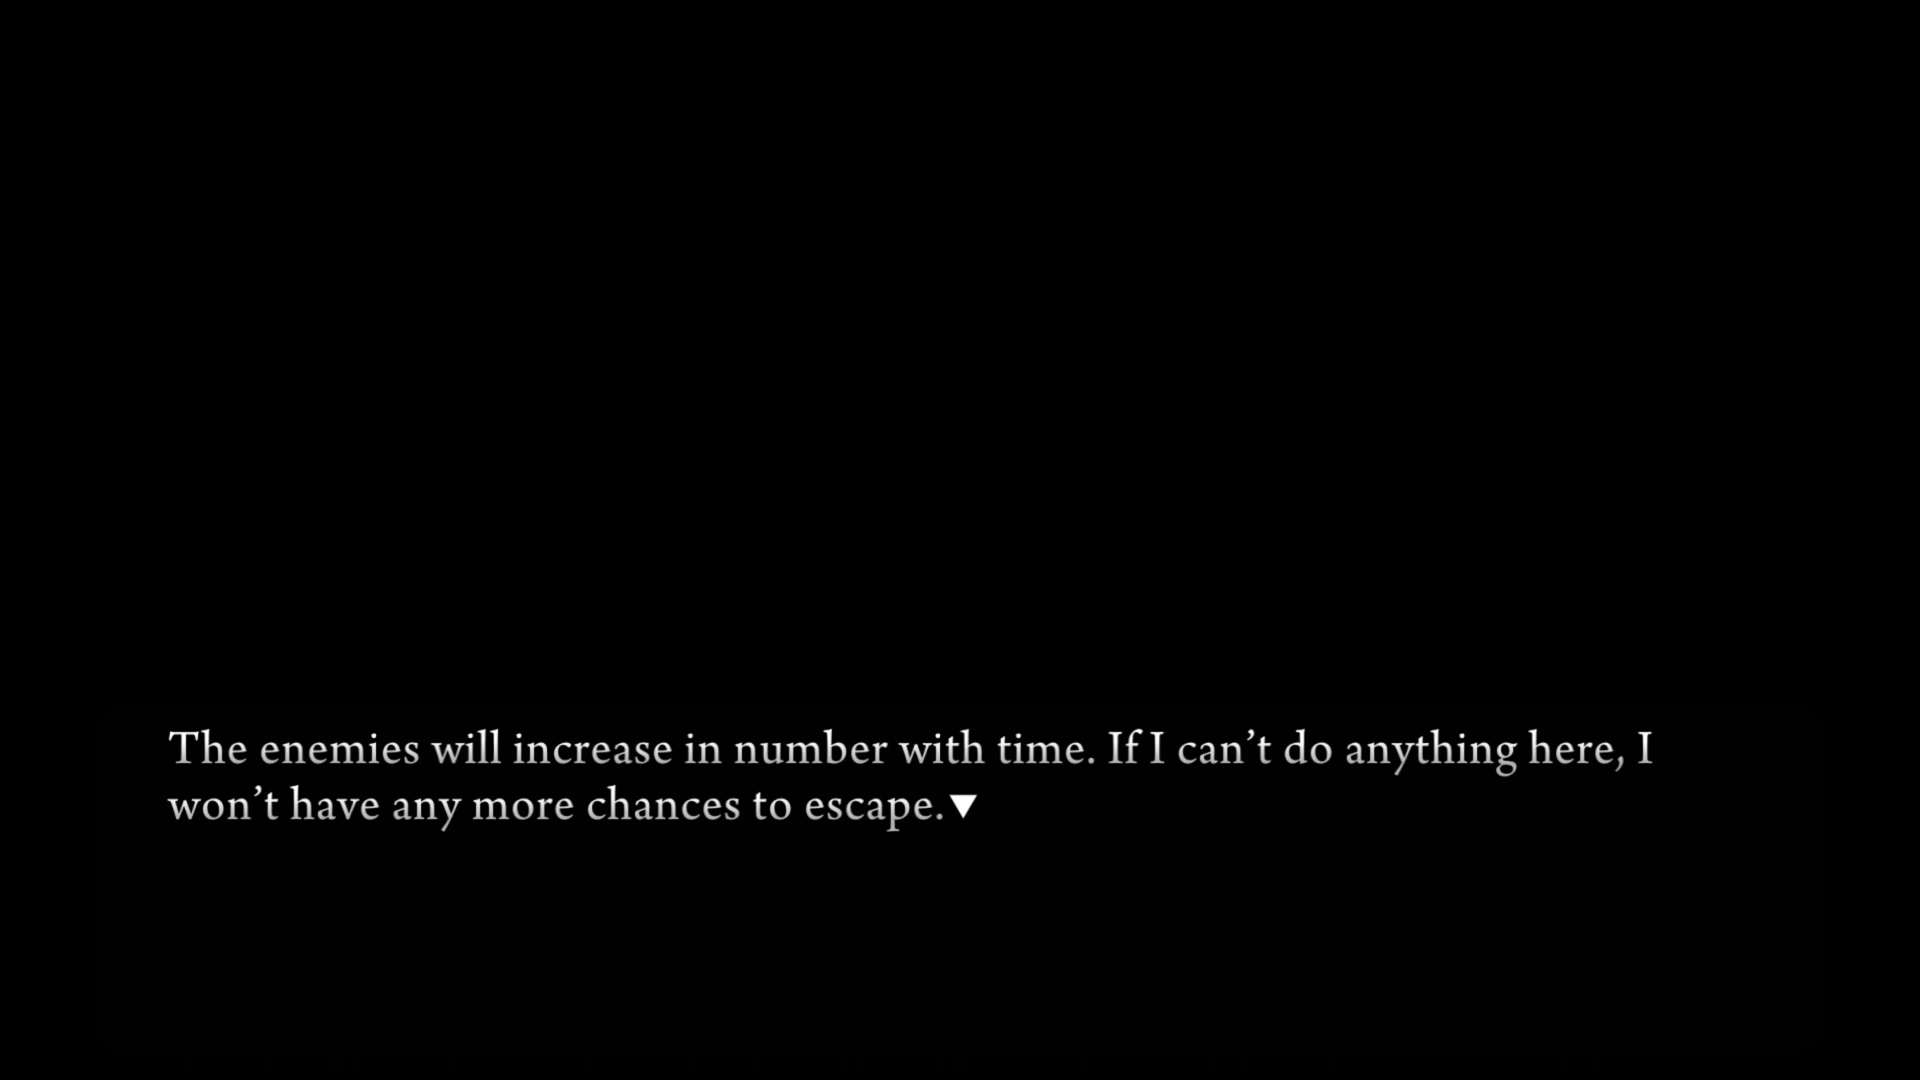 The enemies will increase in number with time. If I can’t do anything here, I
won’t have any more chances to escape.▼